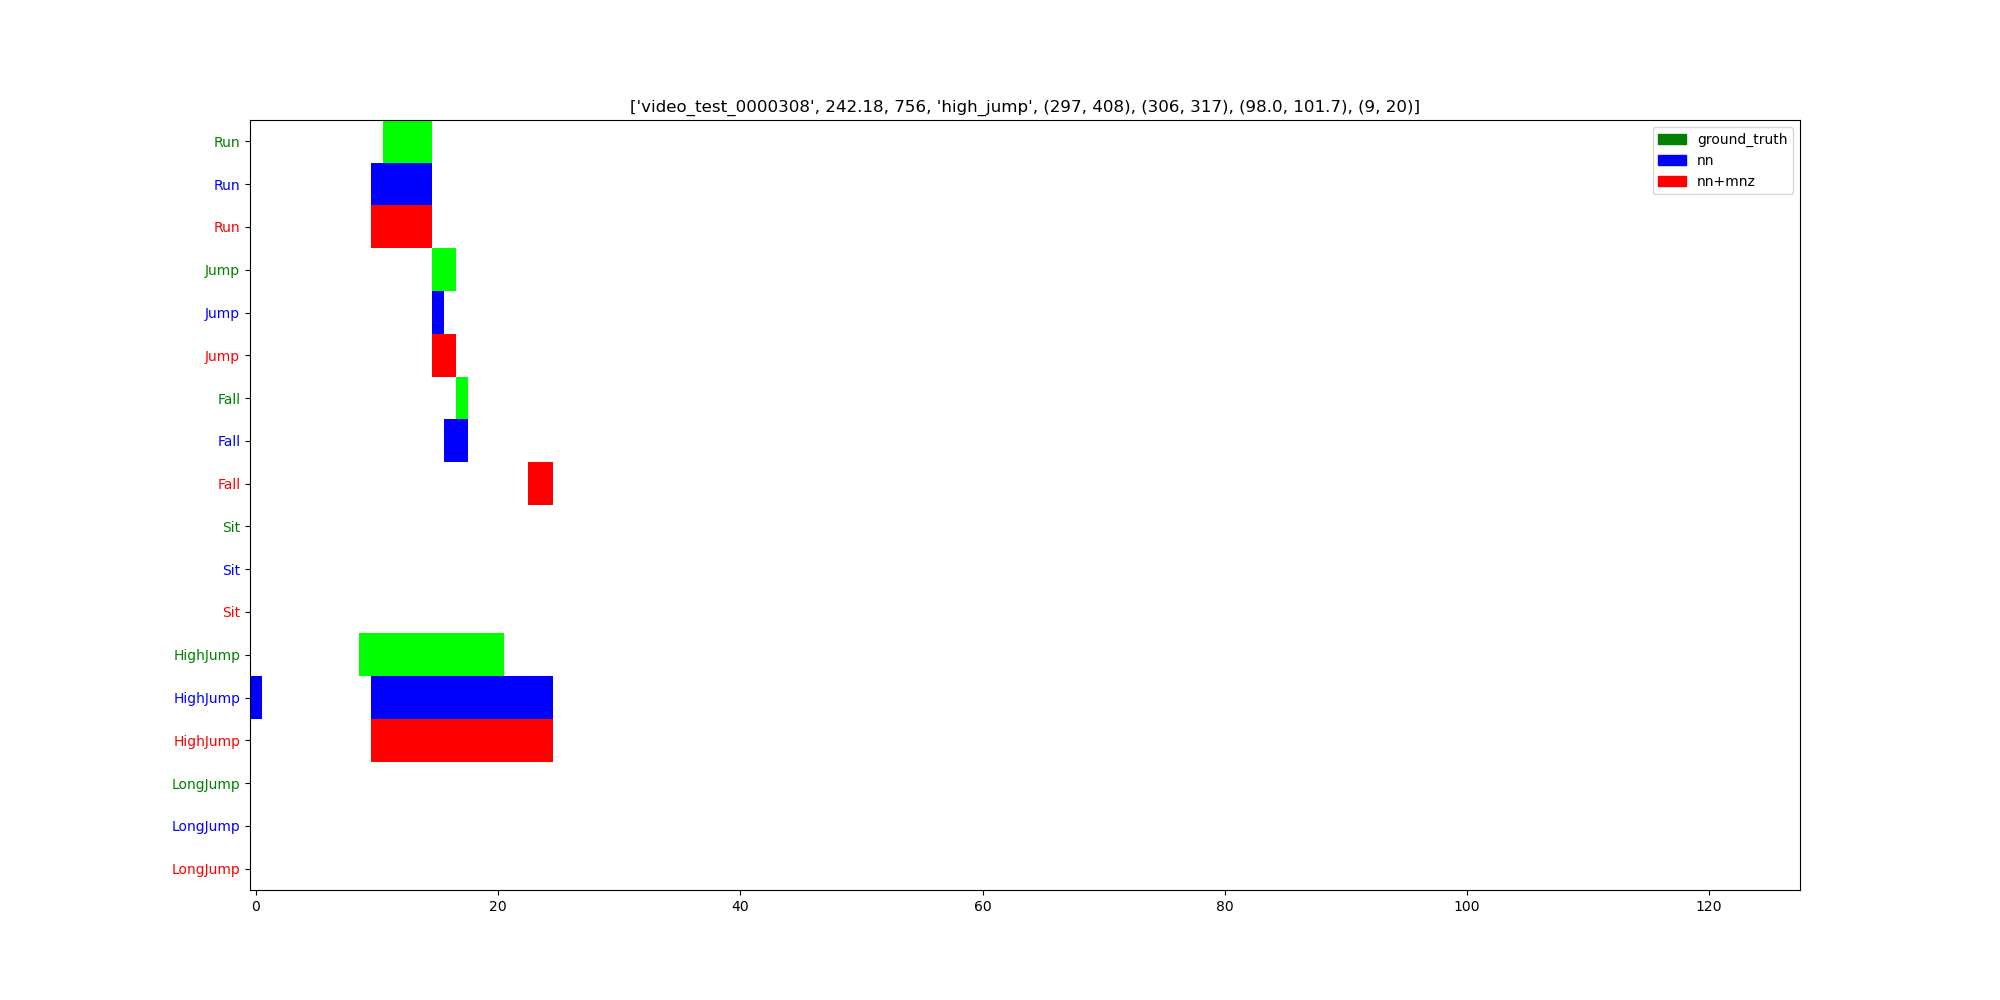 ['video_test_0000308', 242.18, 756, 'high_jump', (297, 408), (306, 317), (98.0, 101.7), (9, 20)]
ground_truth
nn
nn+mnz
Run
Run
Run
Jump
Jump
Jump
Fall
Fall
Fall
Sit
Sit
Sit
HighJump
HighJump
HighJump
LongJump
LongJump
LongJump
0 20 40 60 80 100 120